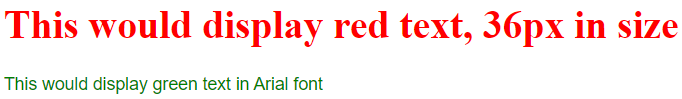 This would display red text, 36px in size
This would display green text in Arial font